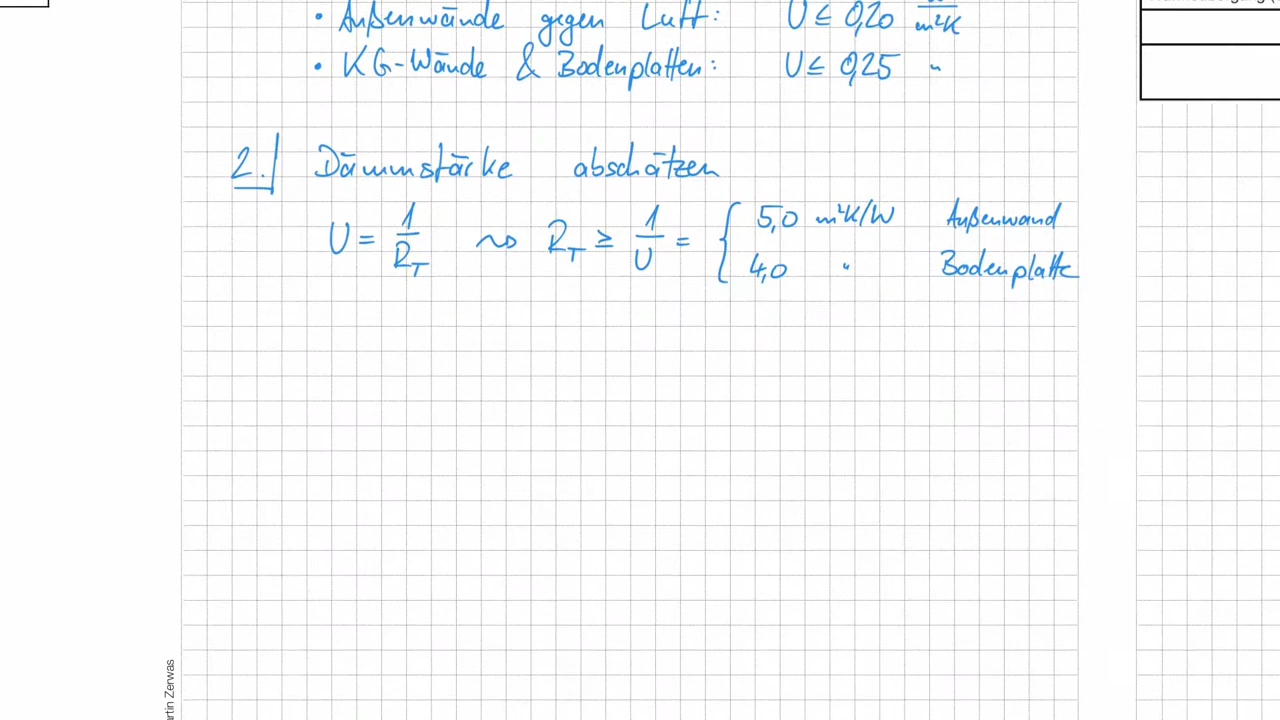 • Außenwände gegen Luft: U ≤ 0,20 W/m²K
• KG-Wände & Bodenplatten: U ≤ 0,25 "
2.| Dämmstärke abschätzen
U = 1/R_T ⇝ R_T ≥ 1/U = { 5,0 m²K/W Außenwand
4,0 " Bodenplatte
rtin Zerwas